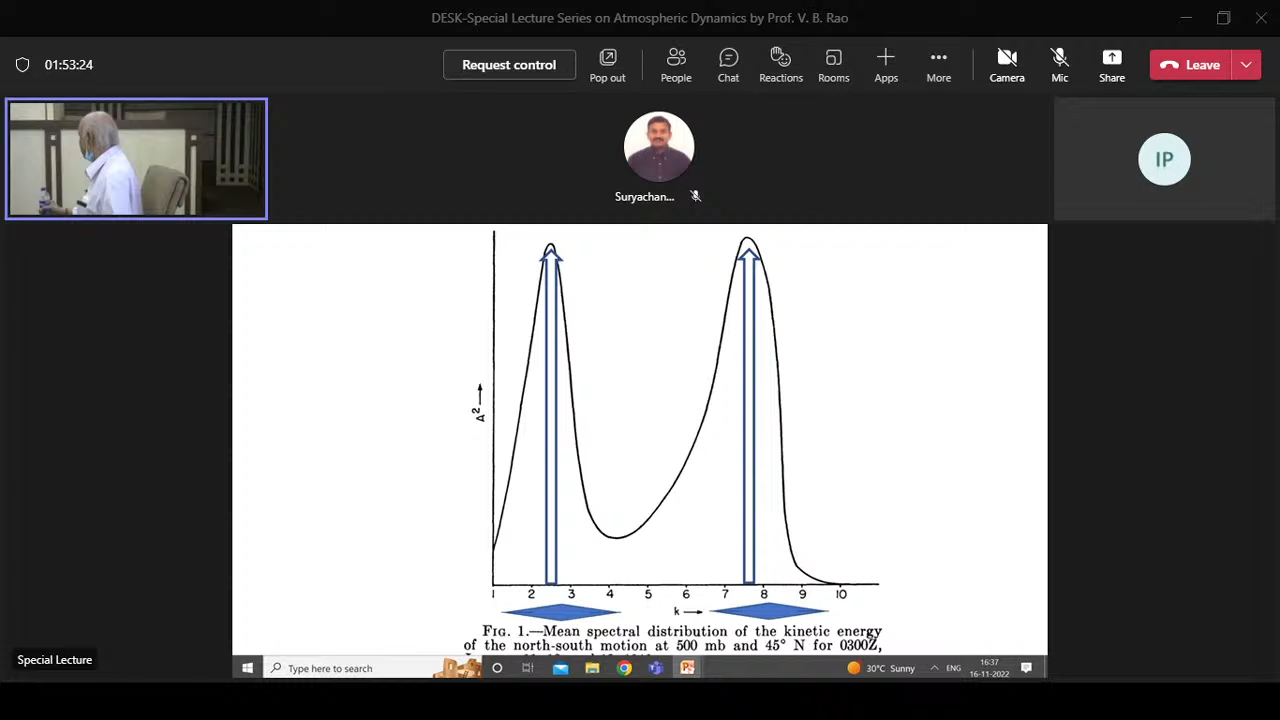 DESK-Special Lecture Series on Atmospheric Dynamics by Prof. V. B. Rao
01:53:24
Request control
Pop out
People
Chat
Reactions
Rooms
Apps
More
Camera
Mic
Share
Leave
Suryachan...
IP
A² →
1 2 3 4 5 6 7 8 9 10
k →
FIG. 1.—Mean spectral distribution of the kinetic energy
of the north-south motion at 500 mb and 45° N for 0300Z,
Special Lecture
Type here to search
30°C Sunny
ENG
16:37
16-11-2022